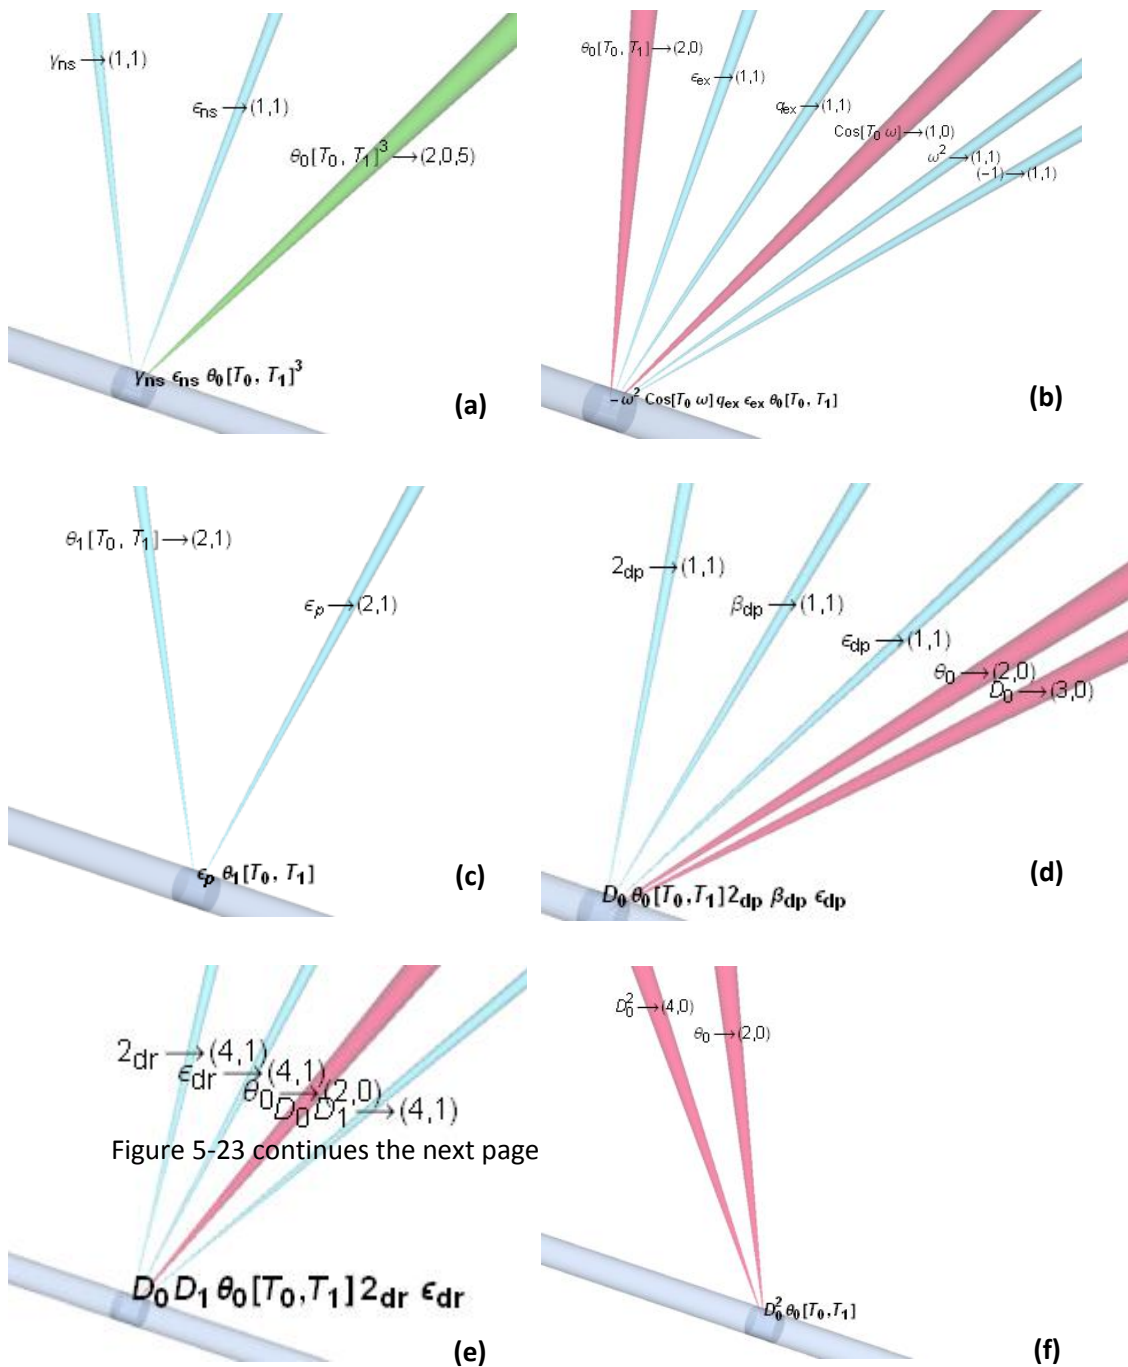 γns→(1,1)
ϵns→(1,1)
θ0[T0, T1]^3→(2,0,5)
γns ϵns θ0[T0, T1]^3
(a)
θ0[T0, T1]→(2,0)
ϵex→(1,1)
qex→(1,1)
Cos[T0 ω]→(1,0)
ω^2→(1,1)
(-1)→(1,1)
-ω^2 Cos[T0 ω] qex ϵex θ0[T0, T1]
(b)
θ1[T0, T1]→(2,1)
ϵp→(2,1)
ϵp θ1[T0, T1]
(c)
2dp→(1,1)
βdp→(1,1)
ϵdp→(1,1)
θ0→(2,0)
D0→(3,0)
D0 θ0[T0,T1] 2dp βdp ϵdp
(d)
2dr→(4,1)
ϵdr→(4,1)
θ0→(2,0)
D0 D1→(4,1)
Figure 5-23 continues the next page
D0 D1 θ0[T0,T1] 2dr ϵdr
(e)
D0^2→(4,0)
θ0→(2,0)
D0^2 θ0[T0,T1]
(f)